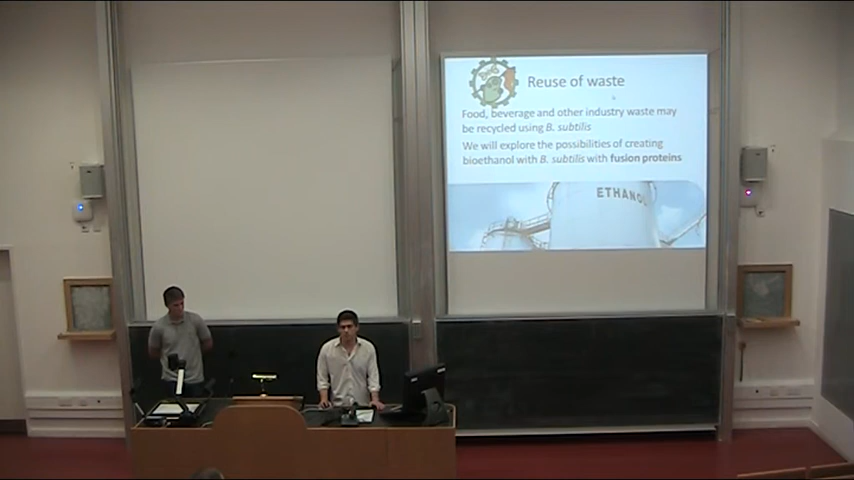 Reuse of waste
Food, beverage and other industry waste may
be recycled using B. subtilis
We will explore the possibilities of creating
bioethanol with B. subtilis with fusion proteins
ETHANOL